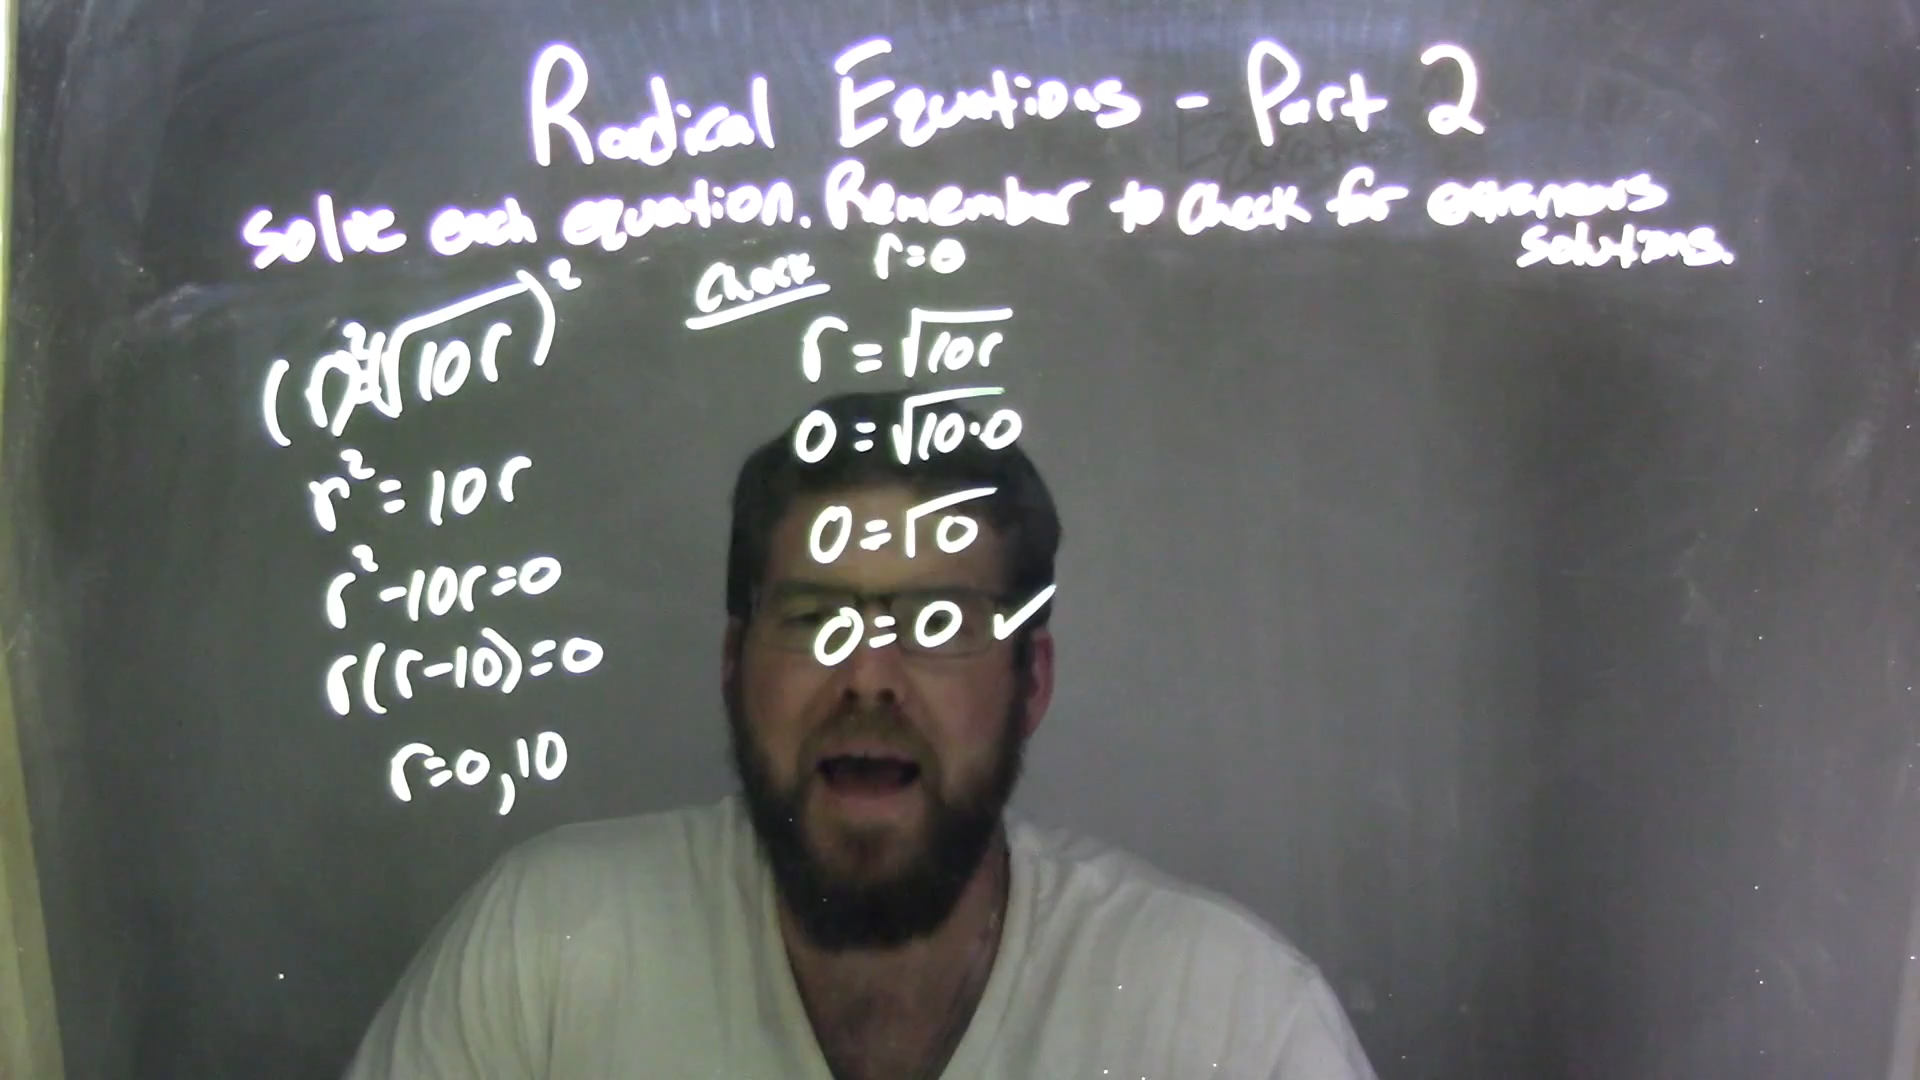 Radical Equations - Part 2
Solve each equation. Remember to check for extraneous
solutions.
(r)²=(√10r)²
r²=10r
r²-10r=0
r(r-10)=0
r=0,10
Check r=0
r=√10r
0=√10·0
0=√0
0=0 ✓